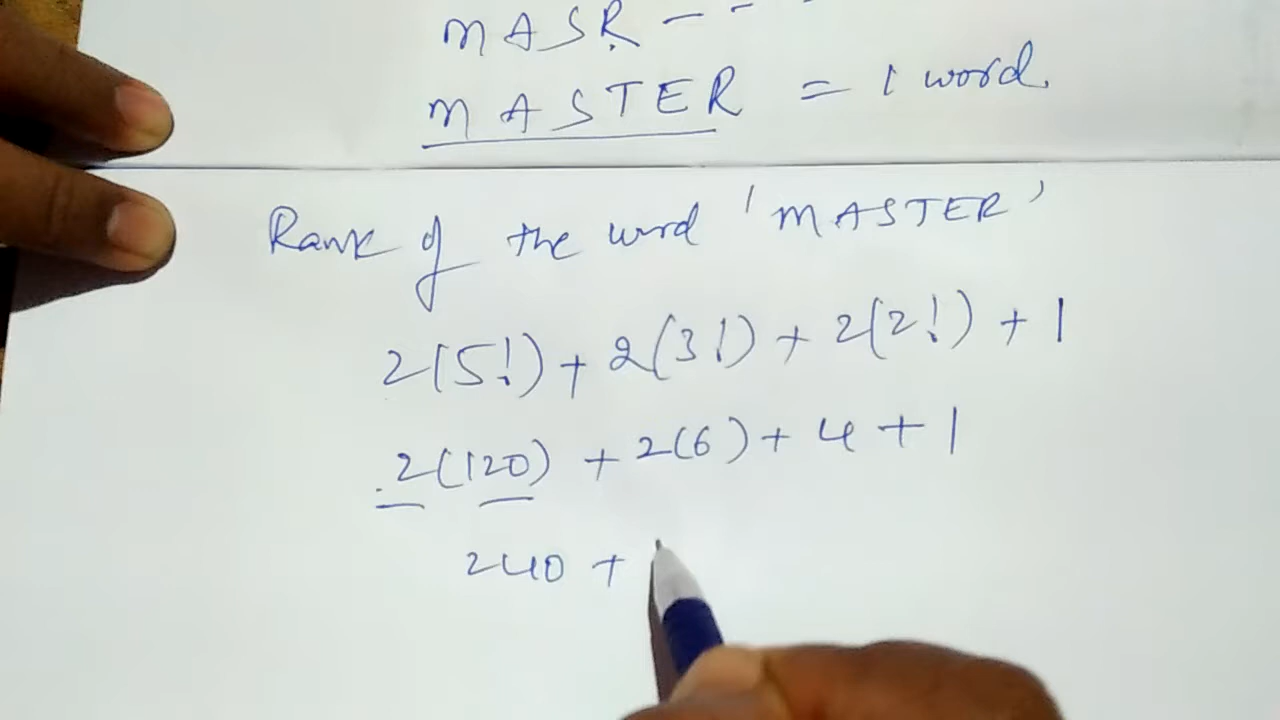 MASR - - -
MASTER = 1 word.
Rank of the word 'MASTER'
2(5!) + 2(3!) + 2(2!) + 1
2(120) + 2(6) + 4 + 1
240 +